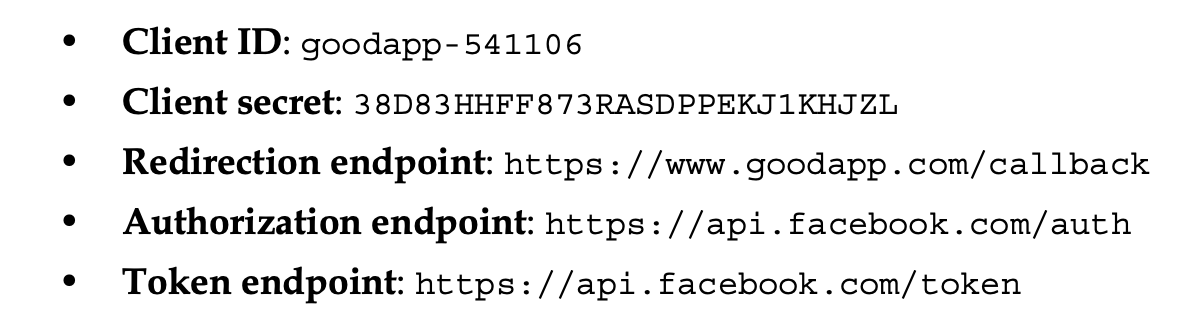 • Client ID: goodapp-541106
• Client secret: 38D83HHFF873RASDPPEKJ1KHJZL
• Redirection endpoint: https://www.goodapp.com/callback
• Authorization endpoint: https://api.facebook.com/auth
• Token endpoint: https://api.facebook.com/token